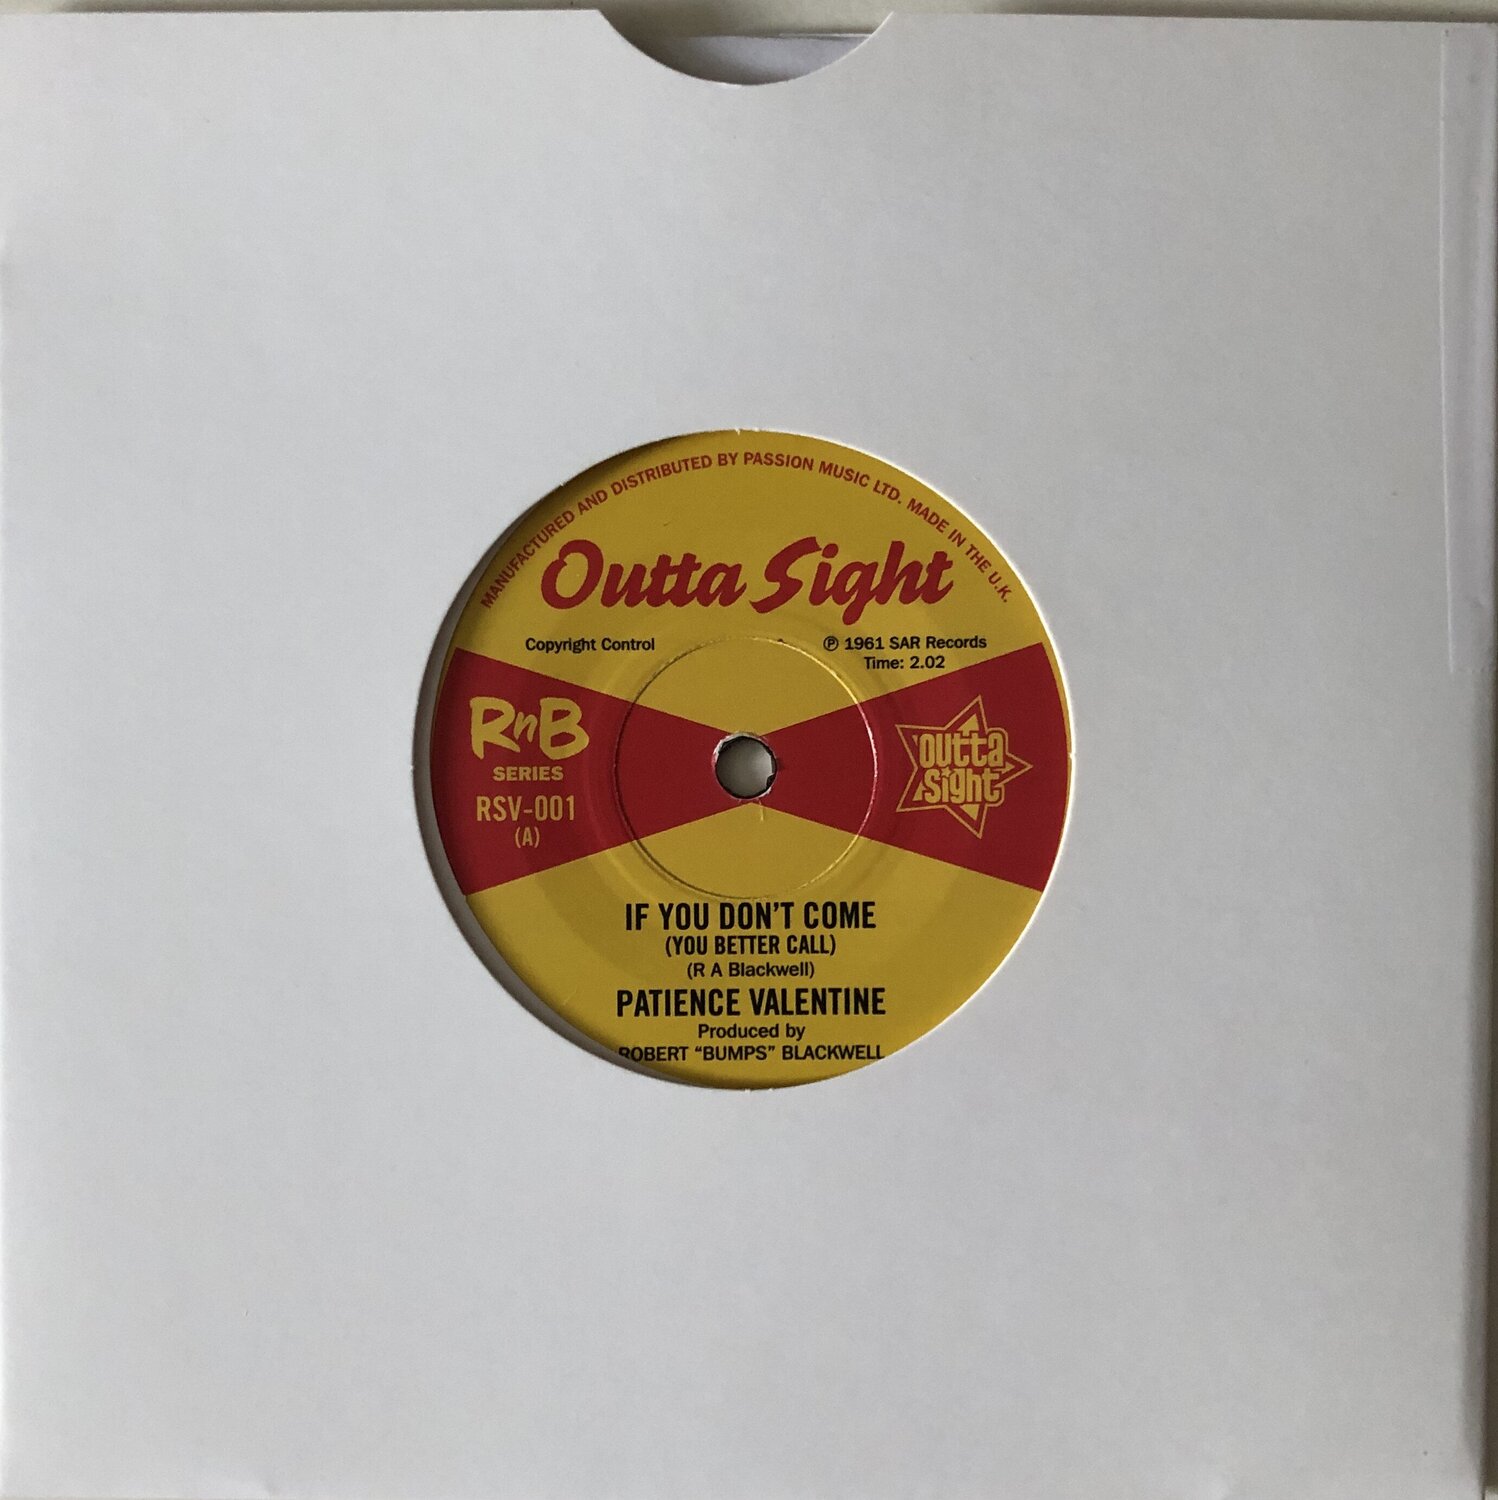 MANUFACTURED AND DISTRIBUTED BY PASSION MUSIC LTD. MADE IN THE U.K.
Outta Sight
Copyright Control
℗ 1961 SAR Records
Time: 2.02
RnB
SERIES
RSV-001
(A)
outta
sight
IF YOU DON'T COME
(YOU BETTER CALL)
(R A Blackwell)
PATIENCE VALENTINE
Produced by
ROBERT “BUMPS” BLACKWELL